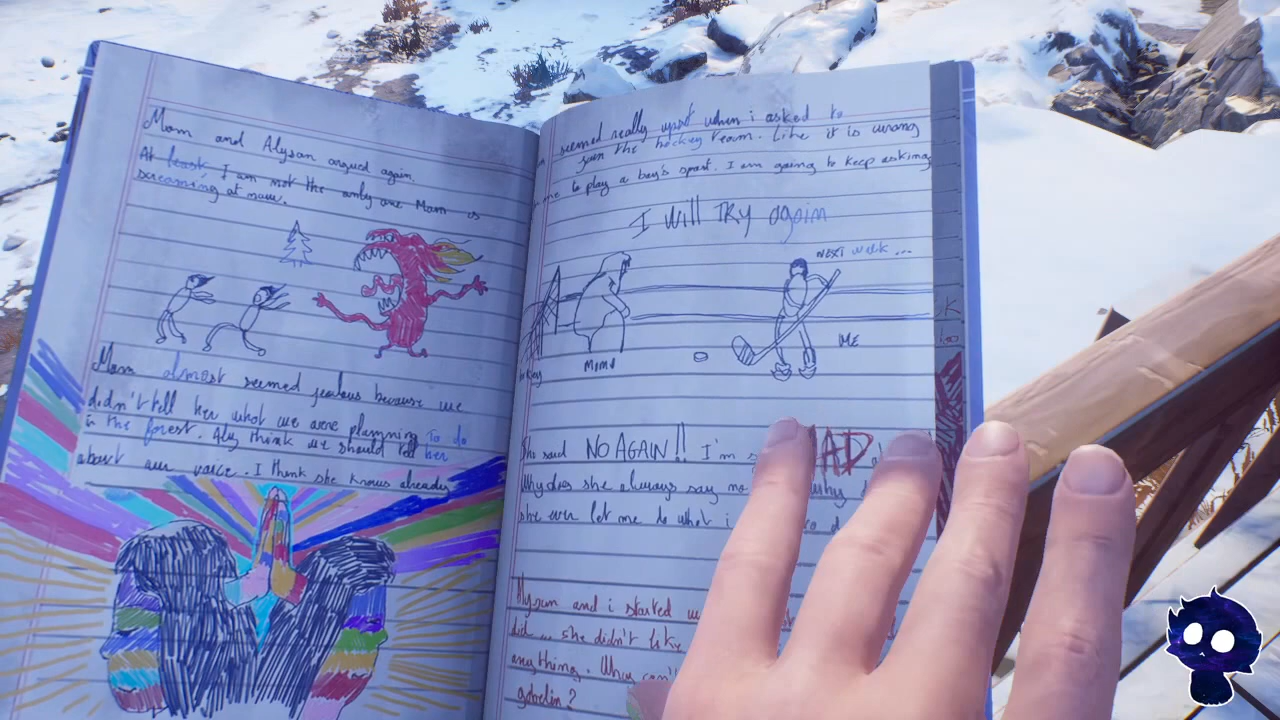 Mom and Alyson argued again.
At least I am not the only one Mom is
screaming at now.
Mom almost seemed jealous because we
didn't tell her what we were planning to do
in the forest. Aly think we should tell her
about our voice. I think she knows already
seemed really upset when i asked to
join the hockey team. Like it is wrong
me to play a boy's sport. I am going to keep asking
I will TRY again
NEXT week ...
ME
MOM
She said NO AGAIN!! I'm
Why does she always say no why
she ever let me do what i
Alyson and i started
did... she didn't like
anything. Why can't
gobelin?